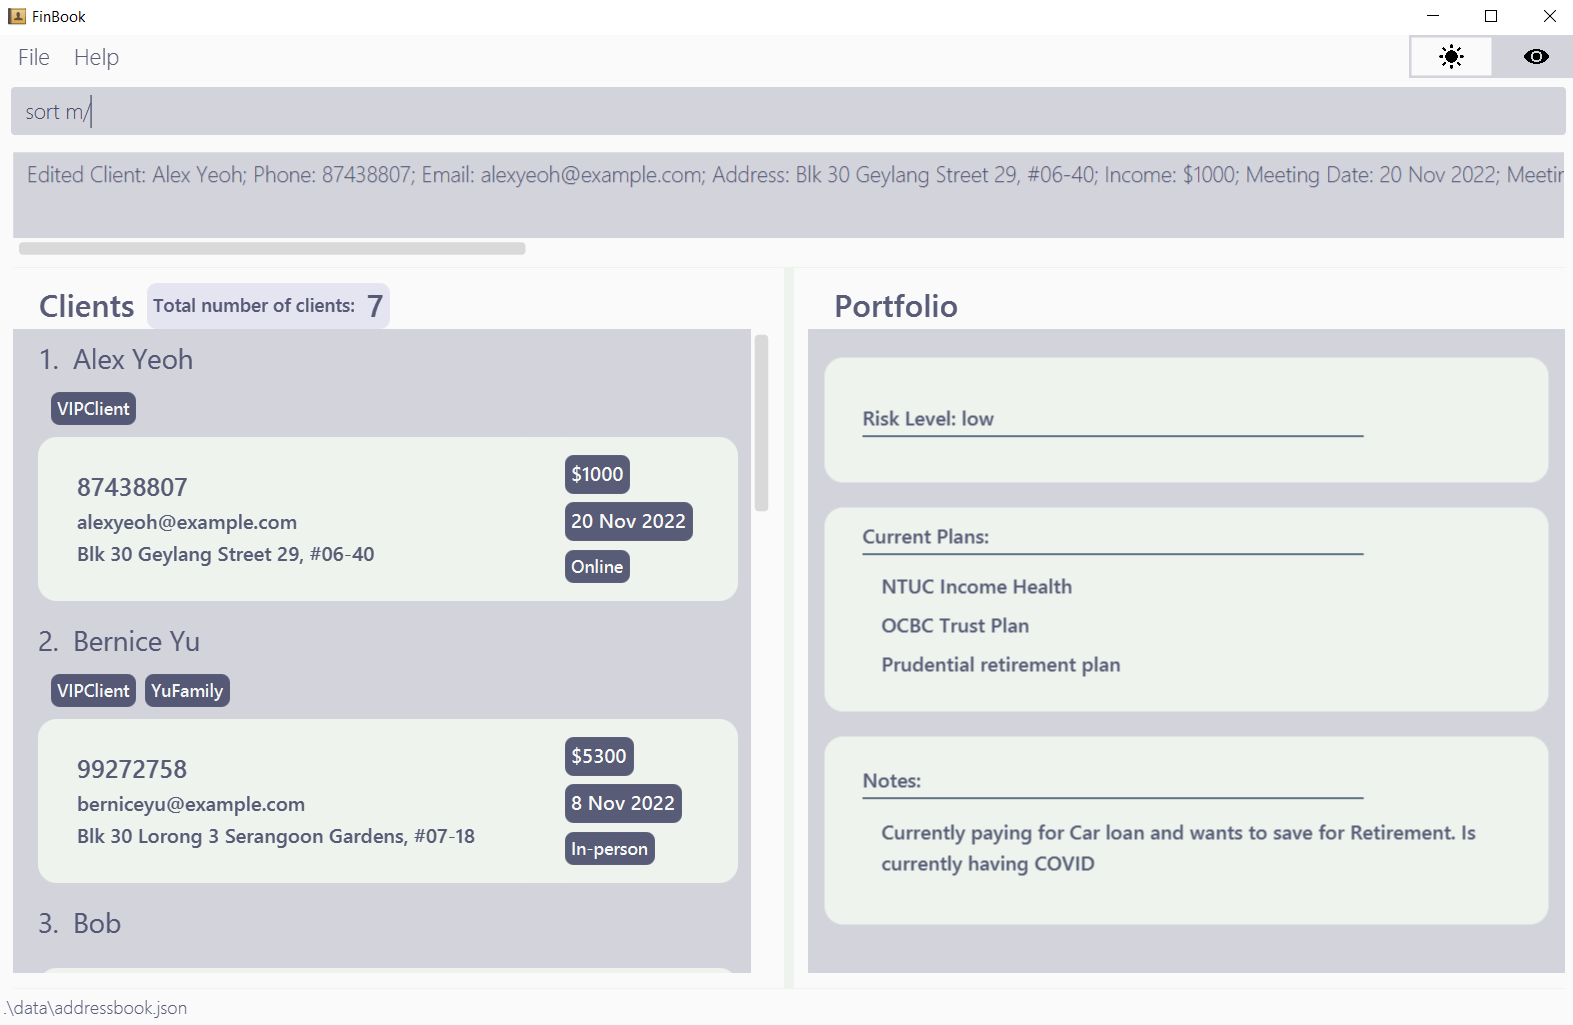 FinBook
File Help
sort m/
Edited Client: Alex Yeoh; Phone: 87438807; Email: alexyeoh@example.com; Address: Blk 30 Geylang Street 29, #06-40; Income: $1000; Meeting Date: 20 Nov 2022; Meetin
Clients Total number of clients: 7
1. Alex Yeoh
VIPClient
87438807
alexyeoh@example.com
Blk 30 Geylang Street 29, #06-40
$1000
20 Nov 2022
Online
2. Bernice Yu
VIPClient YuFamily
99272758
berniceyu@example.com
Blk 30 Lorong 3 Serangoon Gardens, #07-18
$5300
8 Nov 2022
In-person
3. Bob
Portfolio
Risk Level: low
Current Plans:
NTUC Income Health
OCBC Trust Plan
Prudential retirement plan
Notes:
Currently paying for Car loan and wants to save for Retirement. Is
currently having COVID
.\data\addressbook.json